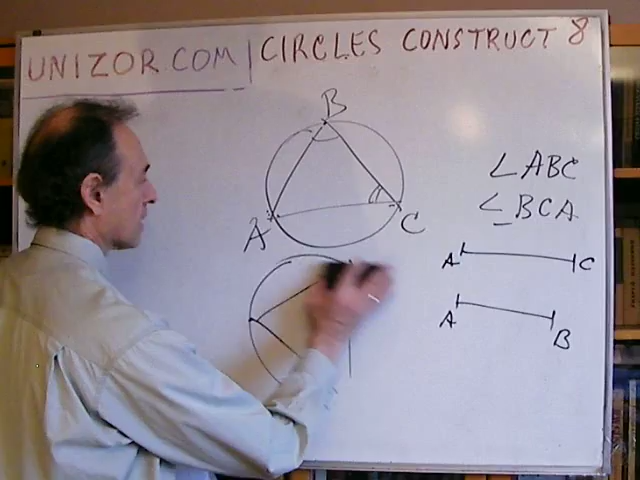 UNIZOR.COM | CIRCLES CONSTRUCT 8
B
A
C
∠ABC
∠BCA
A C
A B